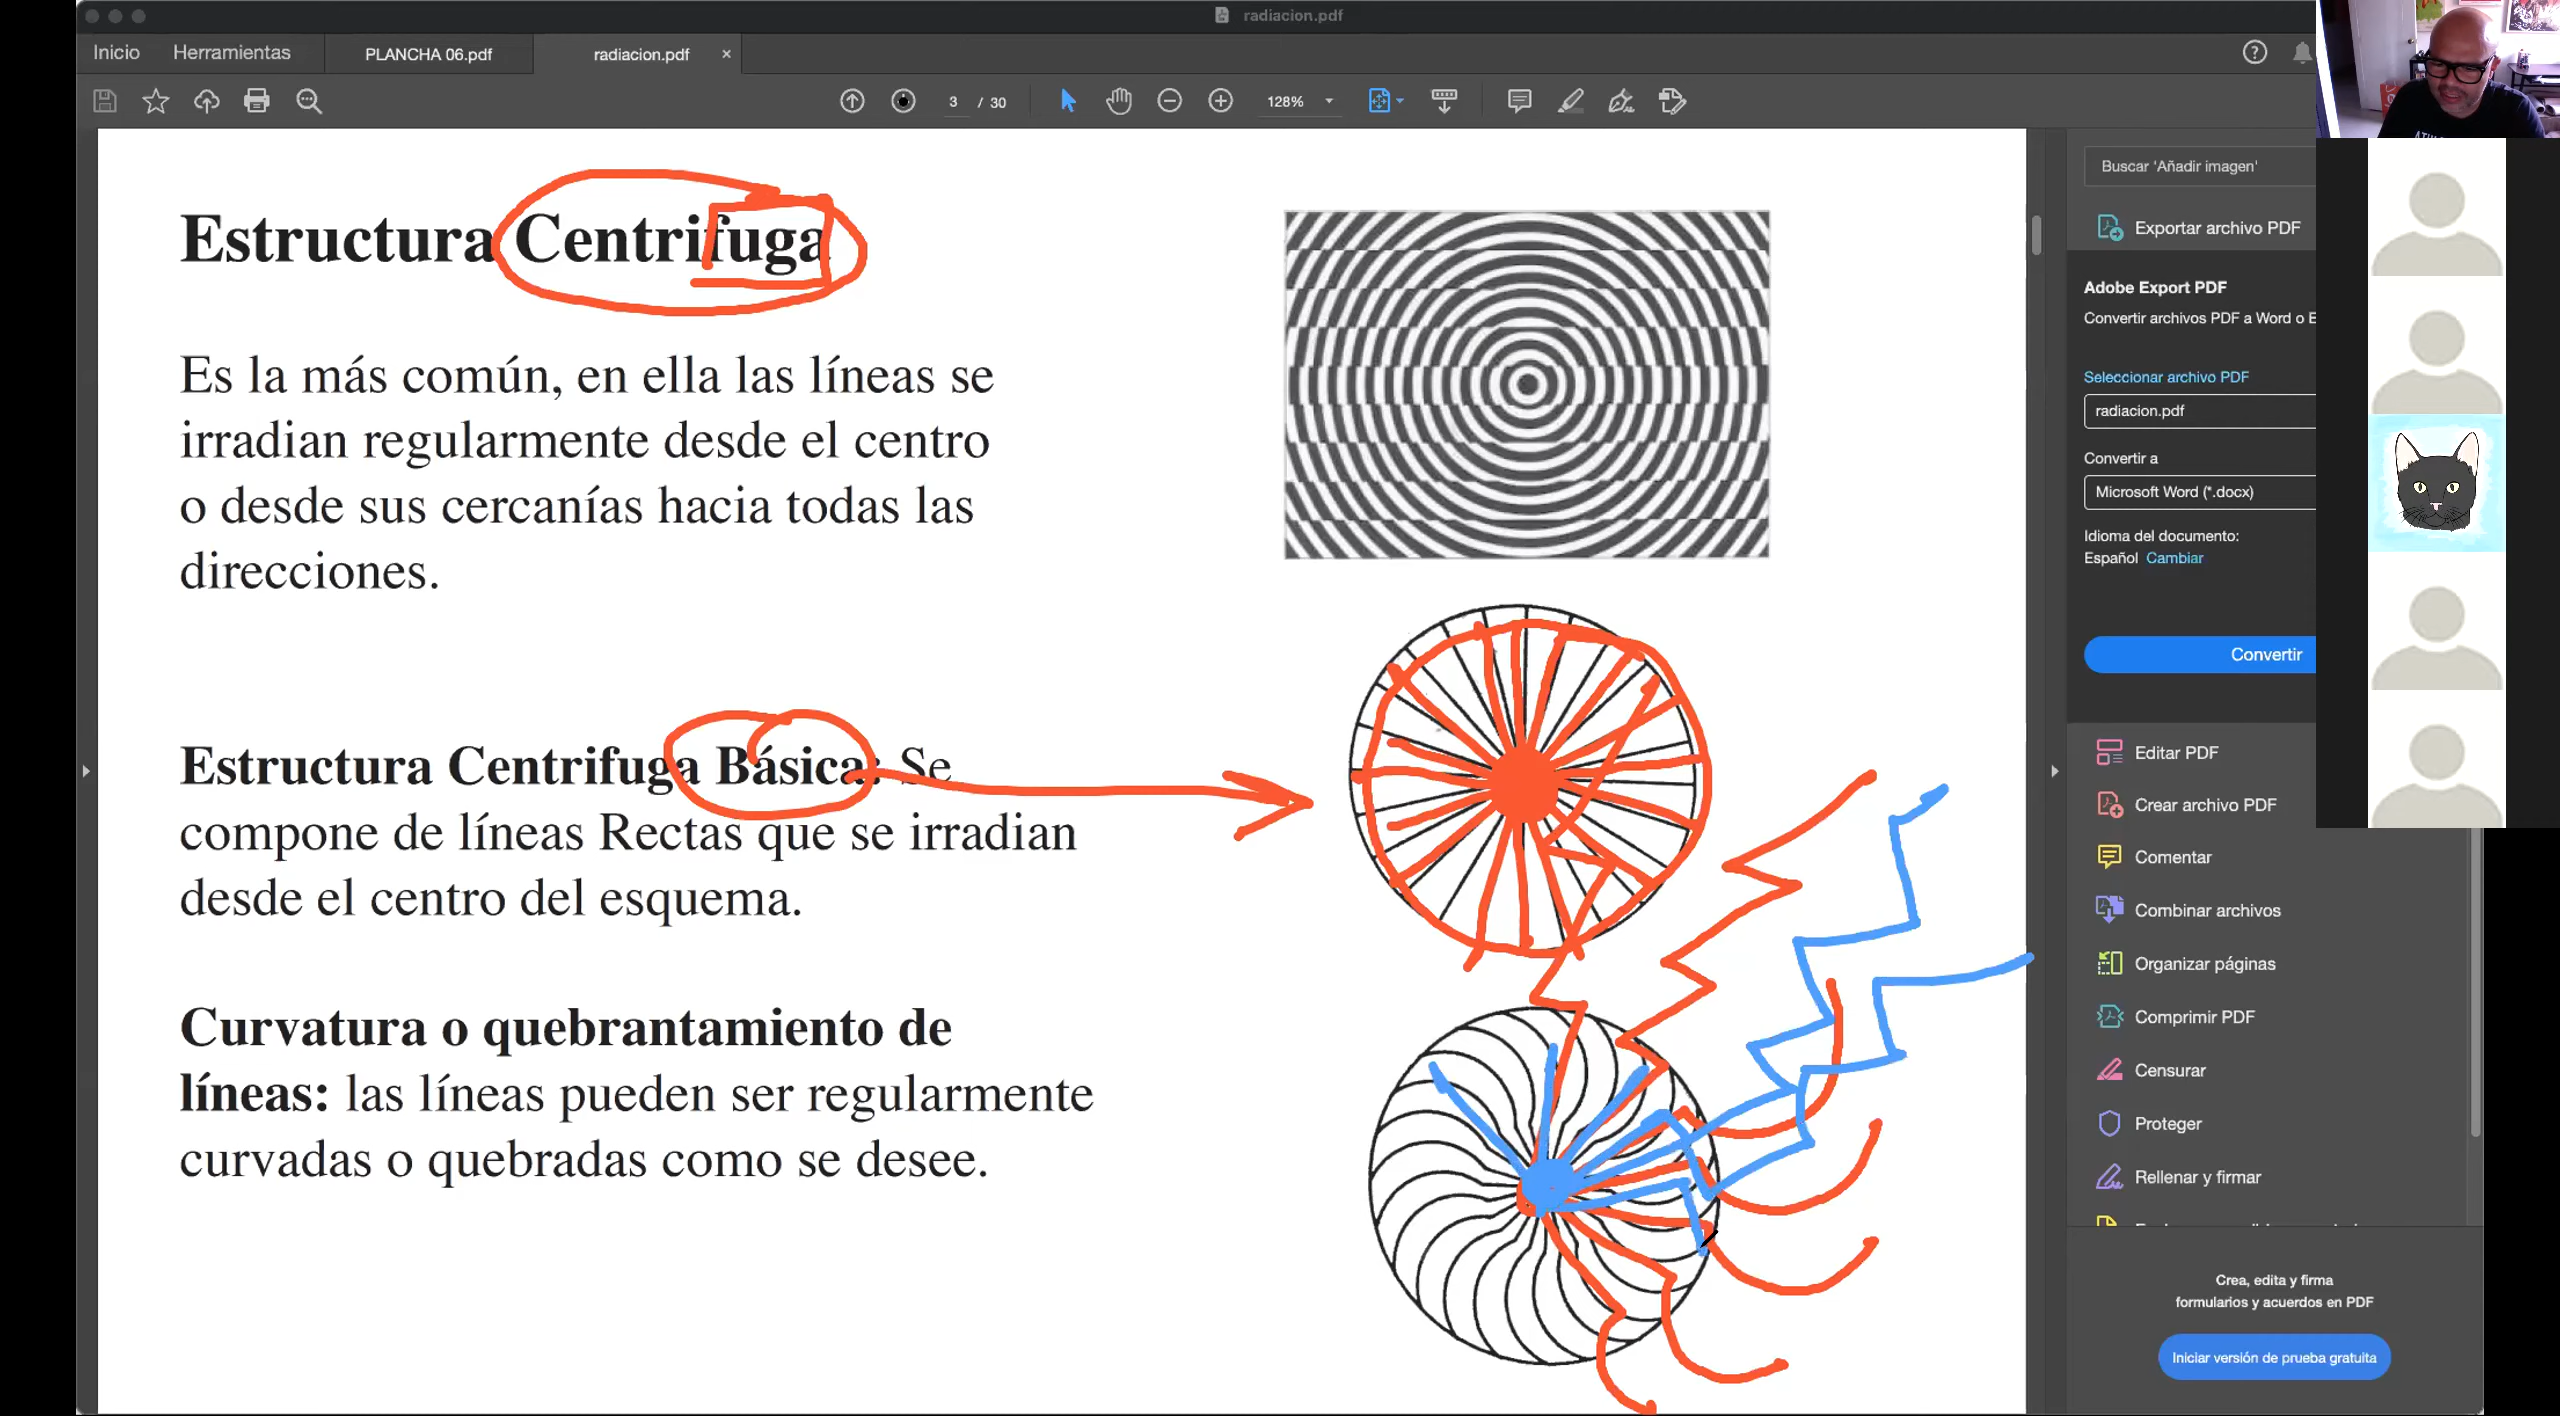 radiacion.pdf
Inicio
Herramientas
PLANCHA 06.pdf
radiacion.pdf
×
3 / 30
128%
Estructura Centrifuga
Es la más común, en ella las líneas se
irradian regularmente desde el centro
o desde sus cercanías hacia todas las
direcciones.
Estructura Centrifuga Básica: Se
compone de líneas Rectas que se irradian
desde el centro del esquema.
Curvatura o quebrantamiento de
líneas: las líneas pueden ser regularmente
curvadas o quebradas como se desee.
Buscar 'Añadir imagen'
Exportar archivo PDF
Adobe Export PDF
Convertir archivos PDF a Word o E
Seleccionar archivo PDF
radiacion.pdf
Convertir a
Microsoft Word (*.docx)
Idioma del documento:
Español Cambiar
Convertir
Editar PDF
Crear archivo PDF
Comentar
Combinar archivos
Organizar páginas
Comprimir PDF
Censurar
Proteger
Rellenar y firmar
Crea, edita y firma
formularios y acuerdos en PDF
Iniciar versión de prueba gratuita